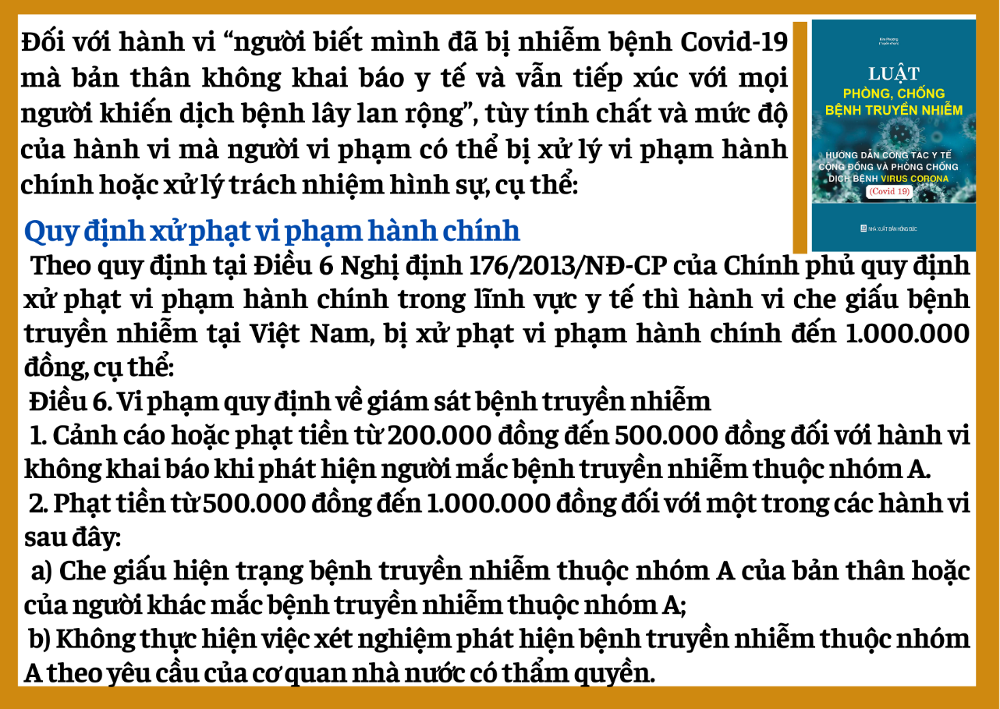 Đối với hành vi “người biết mình đã bị nhiễm bệnh Covid-19
mà bản thân không khai báo y tế và vẫn tiếp xúc với mọi
người khiến dịch bệnh lây lan rộng”, tùy tính chất và mức độ
của hành vi mà người vi phạm có thể bị xử lý vi phạm hành
chính hoặc xử lý trách nhiệm hình sự, cụ thể:
LUẬT
PHÒNG, CHỐNG
BỆNH TRUYỀN NHIỄM
HƯỚNG DẪN CÔNG TÁC Y TẾ
CỘNG ĐỒNG VÀ PHÒNG CHỐNG
DỊCH BỆNH VIRUS CORONA
(Covid 19)
NHÀ XUẤT BẢN HỒNG ĐỨC
Quy định xử phạt vi phạm hành chính
Theo quy định tại Điều 6 Nghị định 176/2013/NĐ-CP của Chính phủ quy định
xử phạt vi phạm hành chính trong lĩnh vực y tế thì hành vi che giấu bệnh
truyền nhiễm tại Việt Nam, bị xử phạt vi phạm hành chính đến 1.000.000
đồng, cụ thể:
Điều 6. Vi phạm quy định về giám sát bệnh truyền nhiễm
1. Cảnh cáo hoặc phạt tiền từ 200.000 đồng đến 500.000 đồng đối với hành vi
không khai báo khi phát hiện người mắc bệnh truyền nhiễm thuộc nhóm A.
2. Phạt tiền từ 500.000 đồng đến 1.000.000 đồng đối với một trong các hành vi
sau đây:
a) Che giấu hiện trạng bệnh truyền nhiễm thuộc nhóm A của bản thân hoặc
của người khác mắc bệnh truyền nhiễm thuộc nhóm A;
b) Không thực hiện việc xét nghiệm phát hiện bệnh truyền nhiễm thuộc nhóm
A theo yêu cầu của cơ quan nhà nước có thẩm quyền.